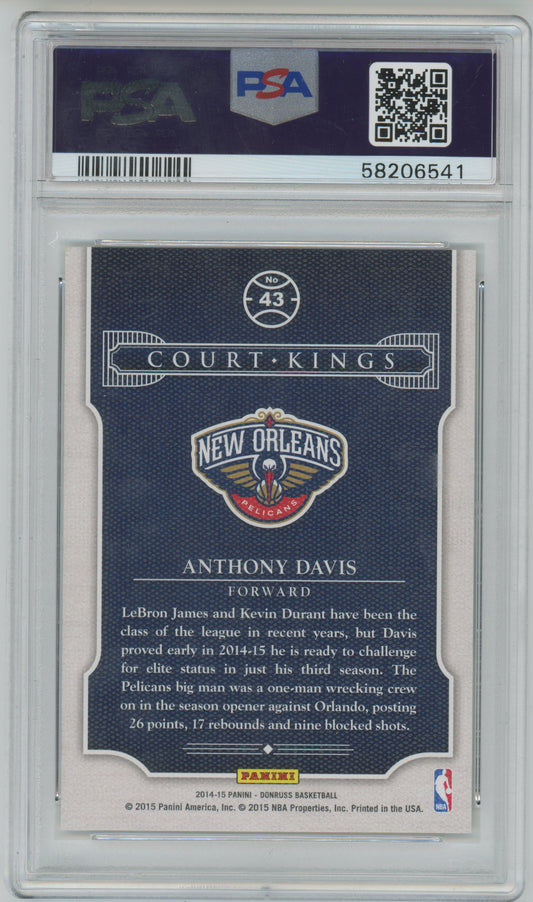 PSA
PSA
58206541
No
43
COURT • KINGS
NEW ORLEANS
PELICANS
ANTHONY DAVIS
FORWARD
LeBron James and Kevin Durant have been the
class of the league in recent years, but Davis
proved early in 2014-15 he is ready to challenge
for elite status in just his third season. The
Pelicans big man was a one-man wrecking crew
on in the season opener against Orlando, posting
26 points, 17 rebounds and nine blocked shots.
PANINI
2014-15 PANINI - DONRUSS BASKETBALL
© 2015 Panini America, Inc. © 2015 NBA Properties, Inc. Printed in the USA.
NBA